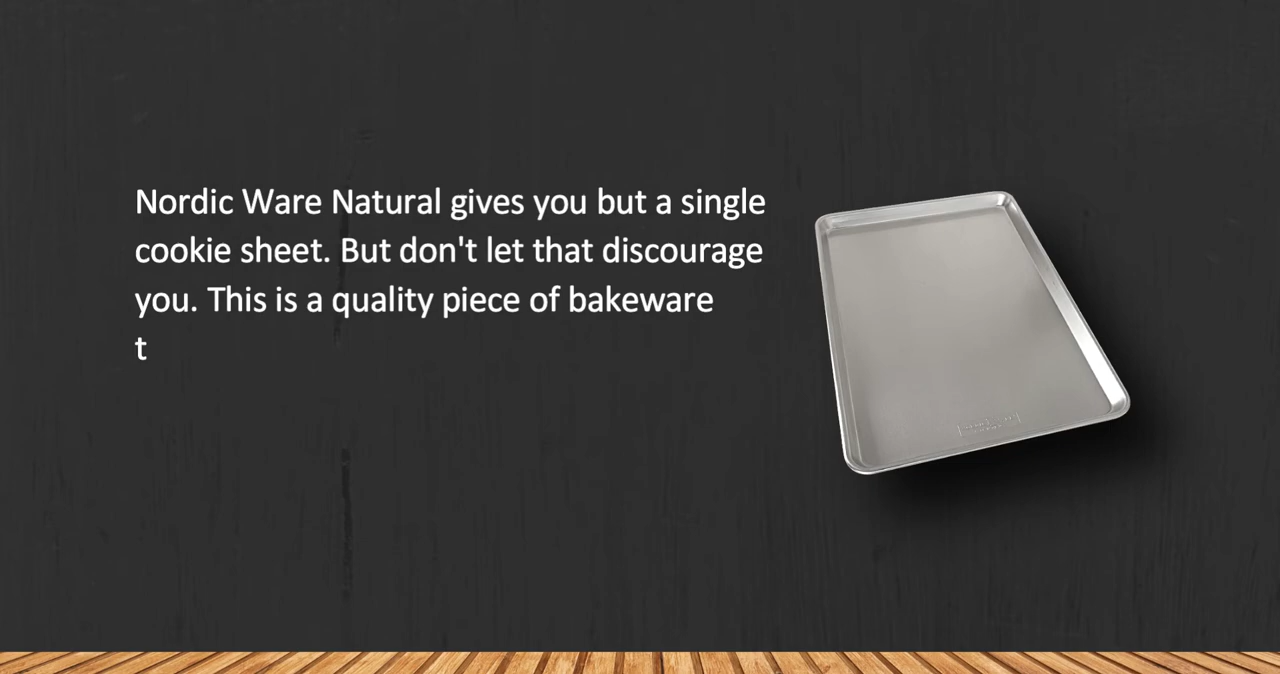 Nordic Ware Natural gives you but a single
cookie sheet. But don't let that discourage
you. This is a quality piece of bakeware
t